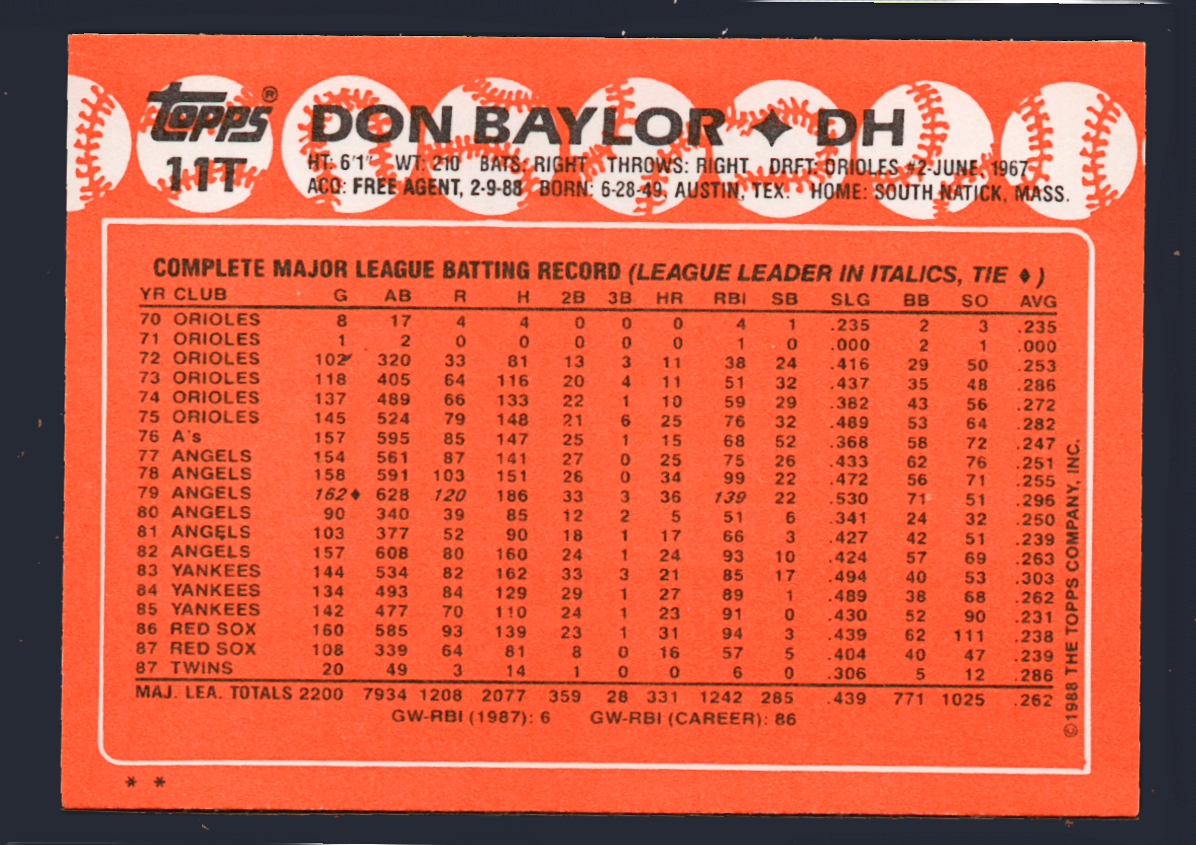 Topps®
11T
DON BAYLOR ✦ DH
HT: 6'1" WT: 210 BATS: RIGHT THROWS: RIGHT DRFT: ORIOLES #2-JUNE, 1967
ACQ: FREE AGENT, 2-9-88 BORN: 6-28-49, AUSTIN, TEX. HOME: SOUTH NATICK, MASS.
COMPLETE MAJOR LEAGUE BATTING RECORD (LEAGUE LEADER IN ITALICS, TIE ♦)
YR CLUB G AB R H 2B 3B HR RBI SB SLG BB SO AVG
70 ORIOLES 8 17 4 4 0 0 0 4 1 .235 2 3 .235
71 ORIOLES 1 2 0 0 0 0 0 1 0 .000 2 1 .000
72 ORIOLES 102 320 33 81 13 3 11 38 24 .416 29 50 .253
73 ORIOLES 118 405 64 116 20 4 11 51 32 .437 35 48 .286
74 ORIOLES 137 489 66 133 22 1 10 59 29 .382 43 56 .272
75 ORIOLES 145 524 79 148 21 6 25 76 32 .489 53 64 .282
76 A's 157 595 85 147 25 1 15 68 52 .368 58 72 .247
77 ANGELS 154 561 87 141 27 0 25 75 26 .433 62 76 .251
78 ANGELS 158 591 103 151 26 0 34 99 22 .472 56 71 .255
79 ANGELS 162♦ 628 120 186 33 3 36 139 22 .530 71 51 .296
80 ANGELS 90 340 39 85 12 2 5 51 6 .341 24 32 .250
81 ANGELS 103 377 52 90 18 1 17 66 3 .427 42 51 .239
82 ANGELS 157 608 80 160 24 1 24 93 10 .424 57 69 .263
83 YANKEES 144 534 82 162 33 3 21 85 17 .494 40 53 .303
84 YANKEES 134 493 84 129 29 1 27 89 1 .489 38 68 .262
85 YANKEES 142 477 70 110 24 1 23 91 0 .430 52 90 .231
86 RED SOX 160 585 93 139 23 1 31 94 3 .439 62 111 .238
87 RED SOX 108 339 64 81 8 0 16 57 5 .404 40 47 .239
87 TWINS 20 49 3 14 1 0 0 6 0 .306 5 12 .286
MAJ. LEA. TOTALS 2200 7934 1208 2077 359 28 331 1242 285 .439 771 1025 .262
GW-RBI (1987): 6 GW-RBI (CAREER): 86
©1988 THE TOPPS COMPANY, INC.
* *